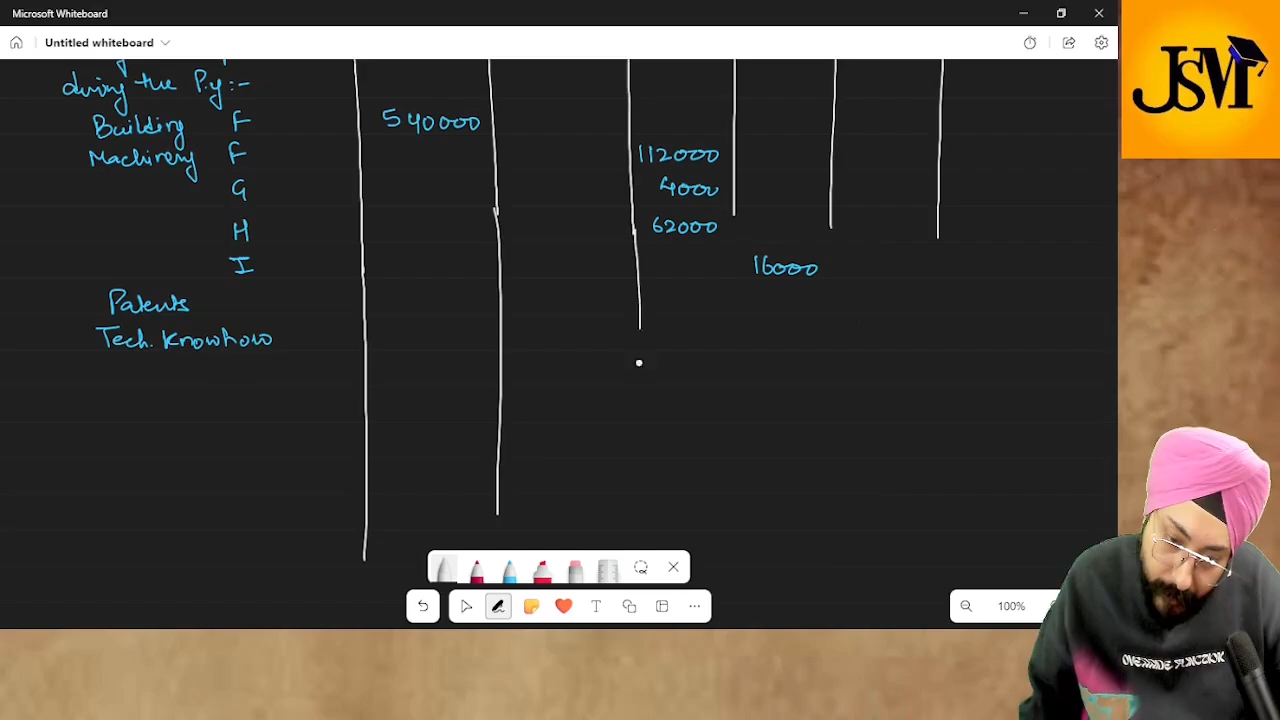 Microsoft Whiteboard
Untitled whiteboard
JSM
during the P.y:-
Building F 540000
Machinery F 112000
G 4000
H 62000
I 16000
Patents
Tech. Knowhow
100%
OVERRIDE FUNCTION